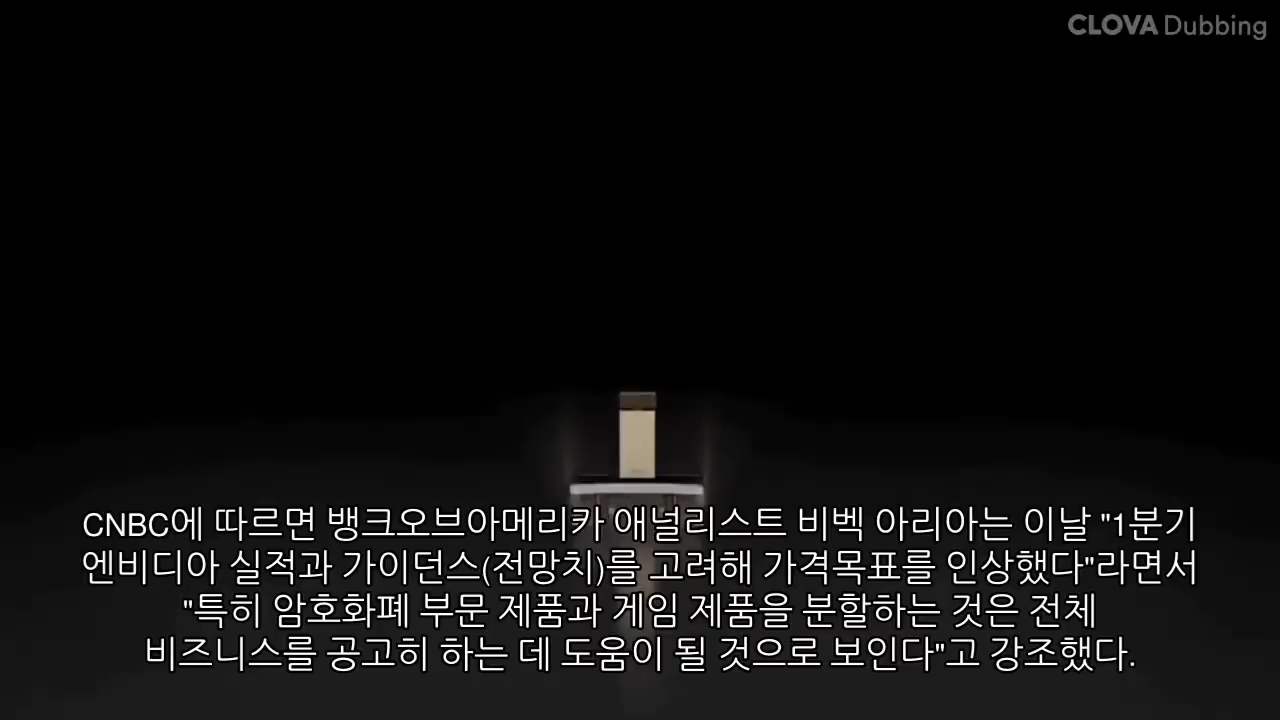 CLOVA Dubbing
CNBC에 따르면 뱅크오브아메리카 애널리스트 비벡 아리아는 이날 "1분기
엔비디아 실적과 가이던스(전망치)를 고려해 가격목표를 인상했다"라면서
"특히 암호화폐 부문 제품과 게임 제품을 분할하는 것은 전체
비즈니스를 공고히 하는 데 도움이 될 것으로 보인다"고 강조했다.